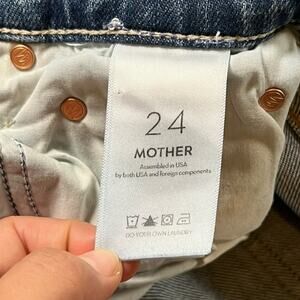 24
MOTHER
Assembled in USA
by both USA and foreign components
DO YOUR OWN LAUNDRY